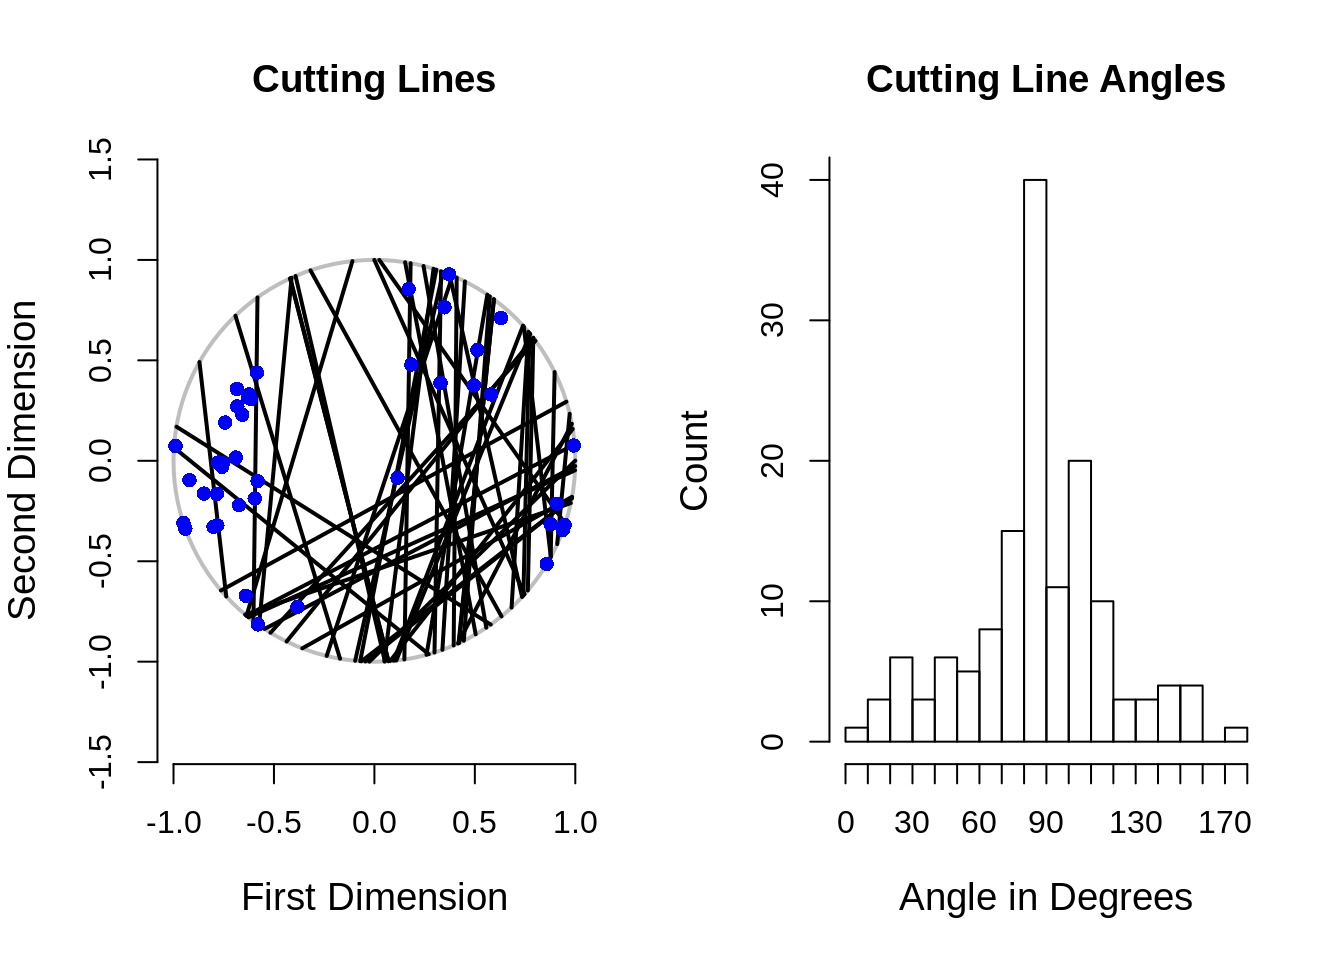 Cutting Lines
Second Dimension
1.5
1.0
0.5
0.0
-0.5
-1.0
-1.5
-1.0 -0.5 0.0 0.5 1.0
First Dimension
Cutting Line Angles
Count
40
30
20
10
0
0 30 60 90 130 170
Angle in Degrees